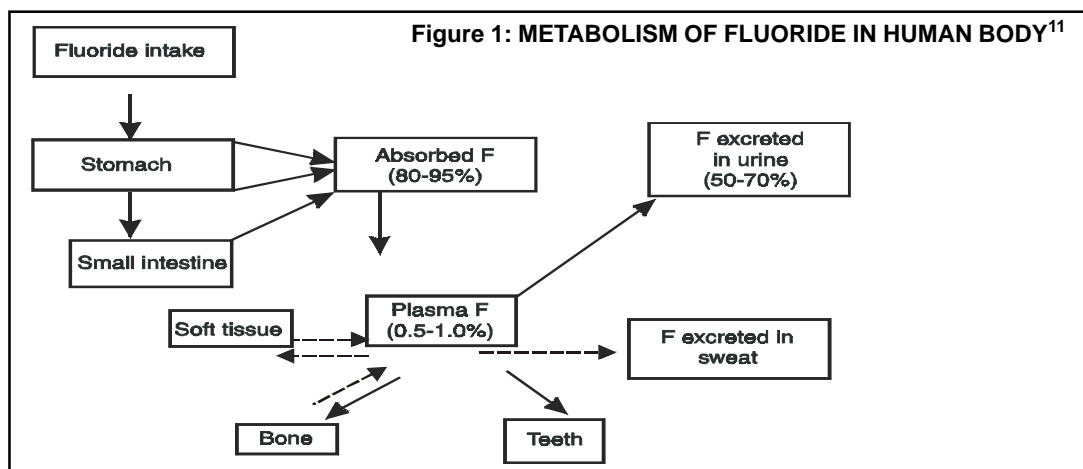 Figure 1: METABOLISM OF FLUORIDE IN HUMAN BODY11
Fluoride intake
Stomach
Absorbed F
(80-95%)
F excreted
in urine
(50-70%)
Small intestine
Plasma F
(0.5-1.0%)
Soft tissue
F excreted in
sweat
Bone
Teeth